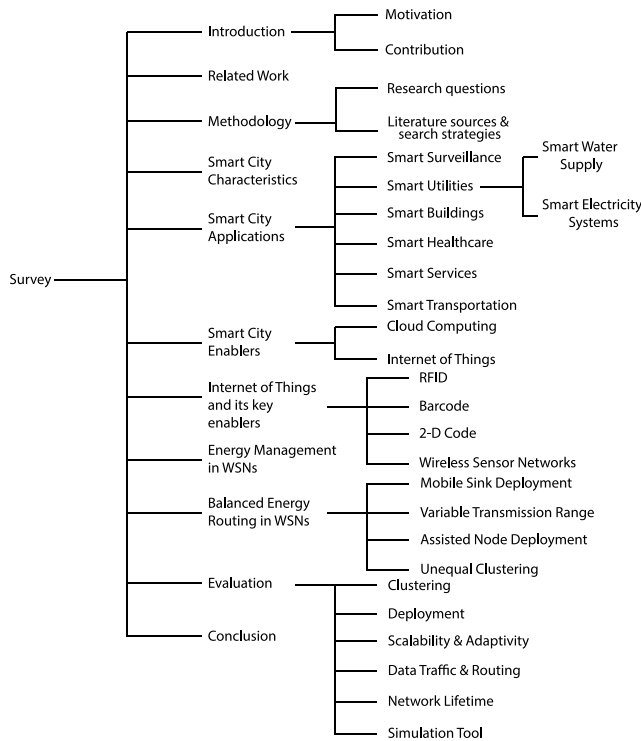 Survey
Introduction
Motivation
Contribution
Related Work
Methodology
Research questions
Literature sources &
search strategies
Smart City
Characteristics
Smart City
Applications
Smart Surveillance
Smart Utilities
Smart Water
Supply
Smart Electricity
Systems
Smart Buildings
Smart Healthcare
Smart Services
Smart Transportation
Smart City
Enablers
Cloud Computing
Internet of Things
Internet of Things
and its key
enablers
RFID
Barcode
2-D Code
Wireless Sensor Networks
Energy Management
in WSNs
Balanced Energy
Routing in WSNs
Mobile Sink Deployment
Variable Transmission Range
Assisted Node Deployment
Unequal Clustering
Evaluation
Clustering
Deployment
Scalability & Adaptivity
Data Traffic & Routing
Network Lifetime
Simulation Tool
Conclusion